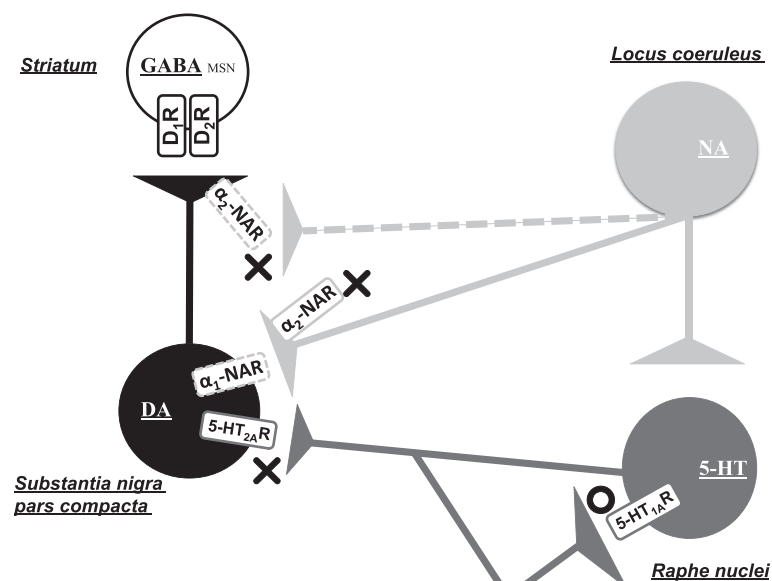 Locus coeruleus
Striatum
GABA MSN
D₁R
D₂R
NA
α₂-NAR
α₂-NAR
α₁-NAR
DA
5-HT₂AR
5-HT
5-HT₁AR
Substantia nigra
pars compacta
Raphe nuclei